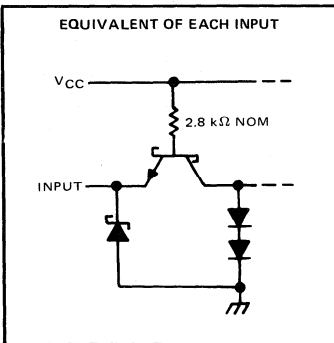 EQUIVALENT OF EACH INPUT
VCC
2.8 kΩ NOM
INPUT